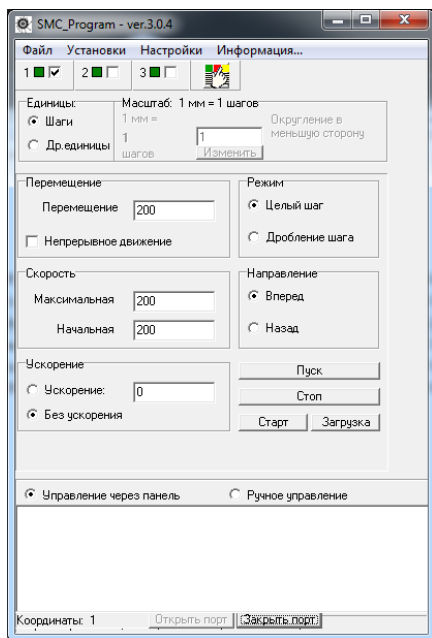 SMC_Program - ver.3.0.4
Файл Установки Настройки Информация...
1 2 3
Единицы: Масштаб: 1 мм = 1 шагов
Шаги
Др.единицы
1 мм =
1
шагов
1
Изменить
Округление в
меньшую сторону
Перемещение
Перемещение 200
Непрерывное движение
Режим
Целый шаг
Дробление шага
Скорость
Максимальная 200
Начальная 200
Направление
Вперед
Назад
Ускорение
Ускорение: 0
Без ускорения
Пуск
Стоп
Старт Загрузка
Управление через панель Ручное управление
Координаты: 1 Открыть порт Закрыть порт